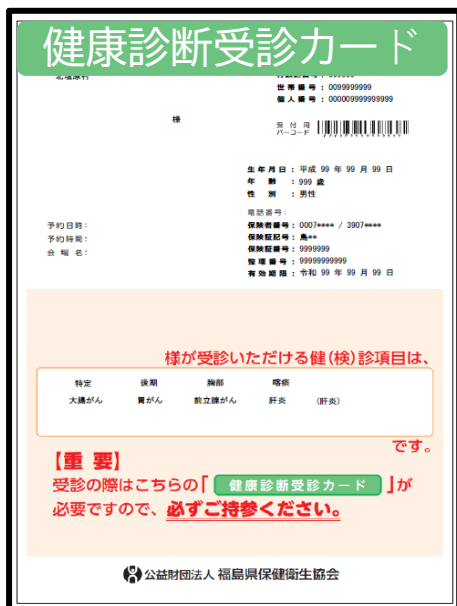 健康診断受診カード
北塩原村
世帯番号：0099999999
個人番号：000009999999999
様
受付用
バーコード
生年月日：平成 99 年 99 月 99 日
年　齢　：999 歳
性　別　：男性
電話番号：
予約日時：
保険者番号：0007**** / 3907****
予約時間：
保険証記号：島**
会場名：
保険証番号：9999999
整理番号：99999999999
有効期限：令和 99 年 99 月 99 日
様が受診いただける健(検)診項目は、
特定　後期　胸部　喀痰
大腸がん　胃がん　前立腺がん　肝炎　(肝炎)
です。
【重 要】
受診の際はこちらの「 健康診断受診カード 」が
必要ですので、必ずご持参ください。
公益財団法人 福島県保健衛生協会